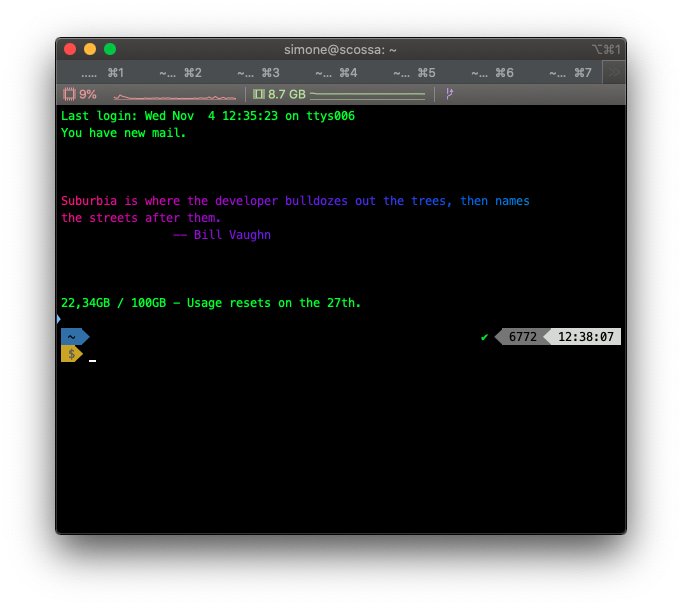 simone@scossa: ~ ⌥⌘1
..... ⌘1 ~... ⌘2 ~... ⌘3 ~... ⌘4 ~... ⌘5 ~... ⌘6 ~... ⌘7 >>
9% 8.7 GB
Last login: Wed Nov  4 12:35:23 on ttys006
You have new mail.
Suburbia is where the developer bulldozes out the trees, then names
the streets after them.
-- Bill Vaughn
22,34GB / 100GB – Usage resets on the 27th.
~ ✔ 6772 12:38:07
$ _